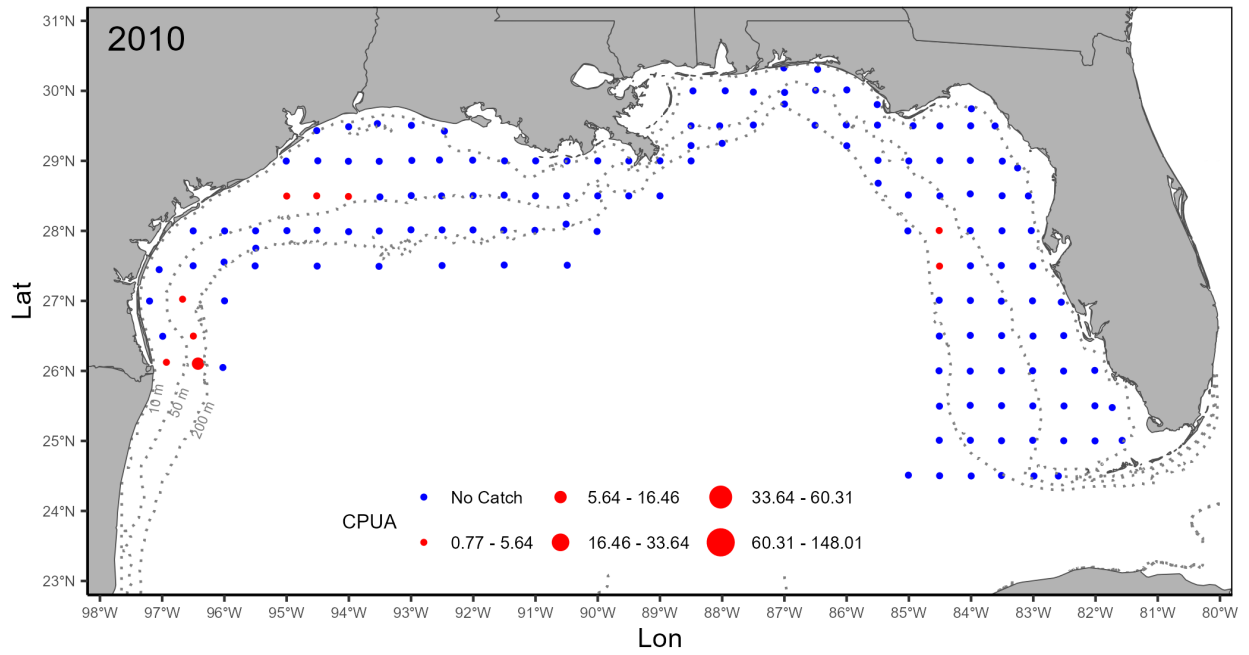 2010
31°N
30°N
29°N
28°N
27°N
26°N
25°N
24°N
23°N
Lat
10 m
50 m
200 m
CPUA
No Catch
5.64 - 16.46
33.64 - 60.31
0.77 - 5.64
16.46 - 33.64
60.31 - 148.01
98°W 97°W 96°W 95°W 94°W 93°W 92°W 91°W 90°W 89°W 88°W 87°W 86°W 85°W 84°W 83°W 82°W 81°W 80°W
Lon